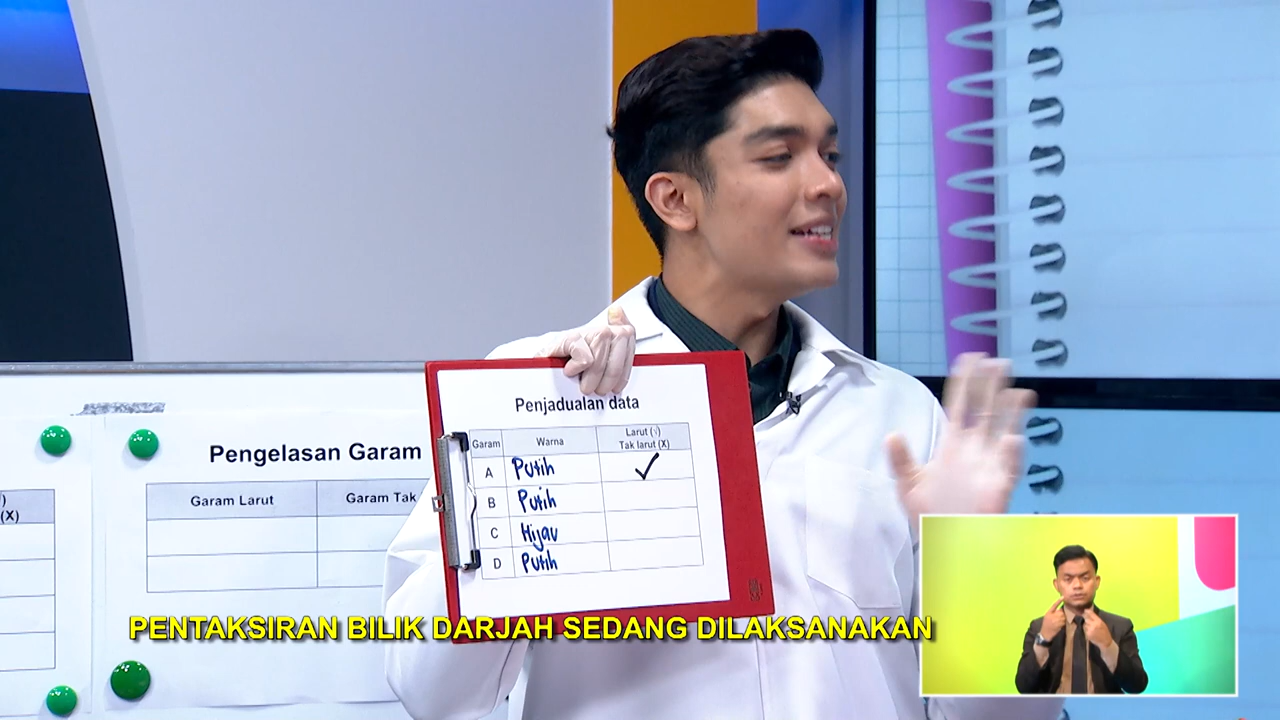 Pengelasan Garam
Garam Larut
Garam Tak
)
(X)
Penjadualan data
Garam
Warna
Larut (√)
Tak larut (X)
A Putih ✓
B Putih
C Hijau
D Putih
PENTAKSIRAN BILIK DARJAH SEDANG DILAKSANAKAN